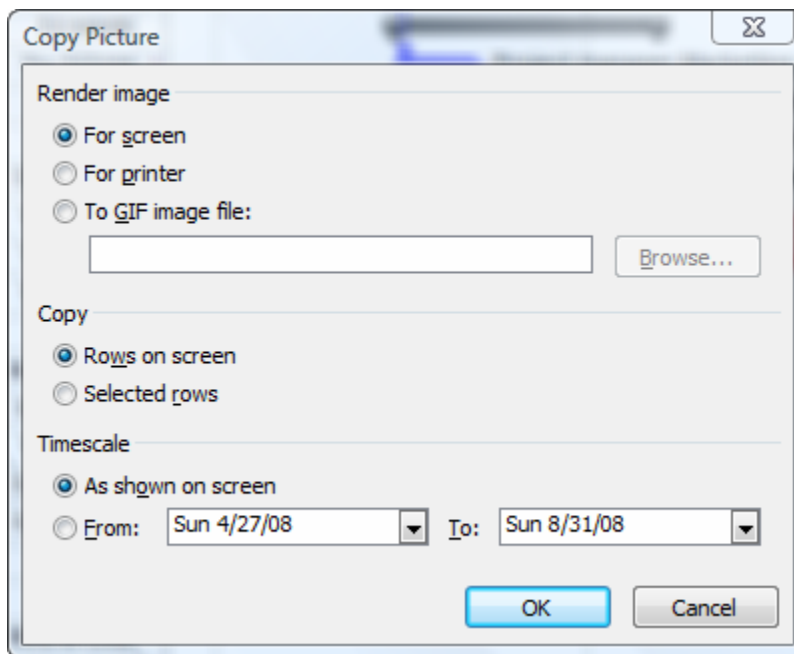 Copy Picture
Render image
For screen
For printer
To GIF image file:
Browse...
Copy
Rows on screen
Selected rows
Timescale
As shown on screen
From: Sun 4/27/08 To: Sun 8/31/08
OK Cancel